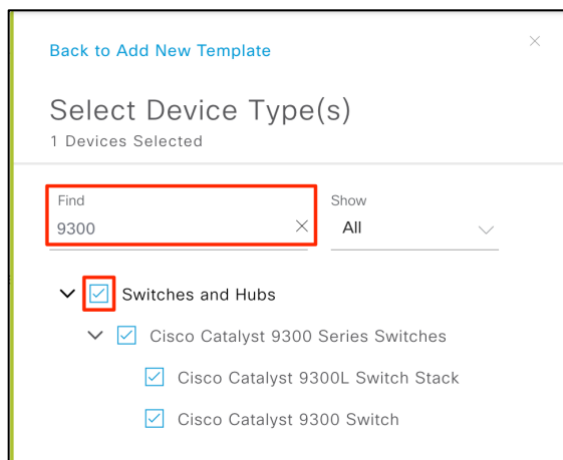 Back to Add New Template
Select Device Type(s)
1 Devices Selected
Find
Show
9300
All
Switches and Hubs
Cisco Catalyst 9300 Series Switches
Cisco Catalyst 9300L Switch Stack
Cisco Catalyst 9300 Switch